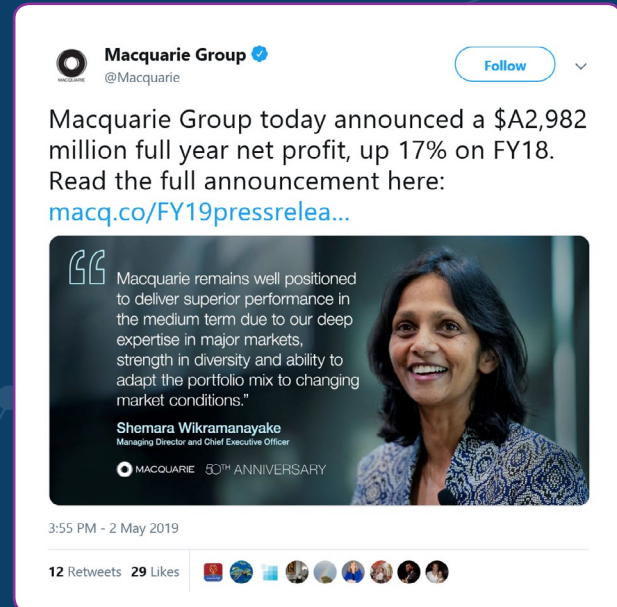 Macquarie Group
@Macquarie
Follow
Macquarie Group today announced a $A2,982
million full year net profit, up 17% on FY18.
Read the full announcement here:
macq.co/FY19pressrelea...
Macquarie remains well positioned
to deliver superior performance in
the medium term due to our deep
expertise in major markets,
strength in diversity and ability to
adapt the portfolio mix to changing
market conditions.”
Shemara Wikramanayake
Managing Director and Chief Executive Officer
MACQUARIE 50TH ANNIVERSARY
3:55 PM - 2 May 2019
12 Retweets 29 Likes